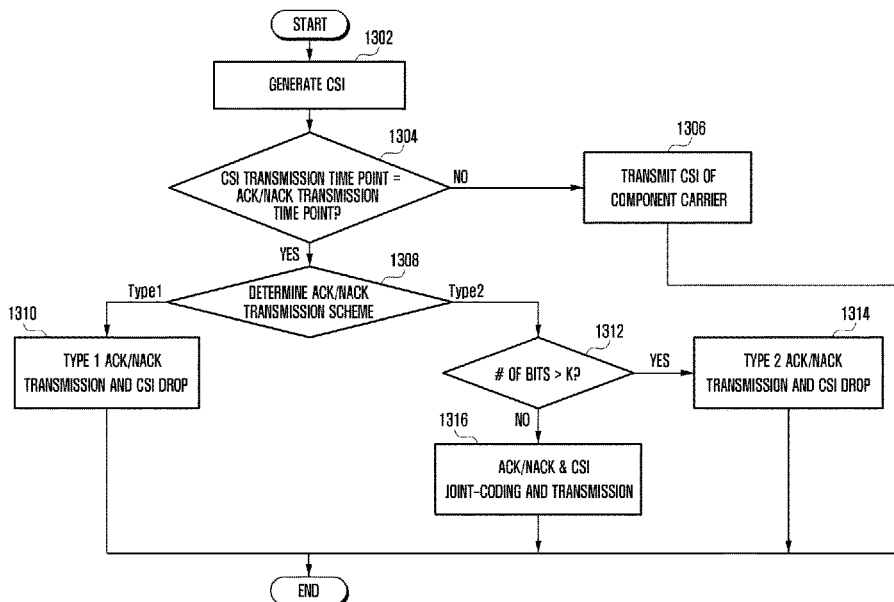 START
1302
GENERATE CSI
1304
CSI TRANSMISSION TIME POINT =
ACK/NACK TRANSMISSION
TIME POINT?
NO
1306
TRANSMIT CSI OF
COMPONENT CARRIER
YES
1308
DETERMINE ACK/NACK
TRANSMISSION SCHEME
Type1
Type2
1310
TYPE 1 ACK/NACK
TRANSMISSION AND CSI DROP
1312
# OF BITS > K?
YES
1314
TYPE 2 ACK/NACK
TRANSMISSION AND CSI DROP
NO
1316
ACK/NACK & CSI
JOINT-CODING AND TRANSMISSION
END